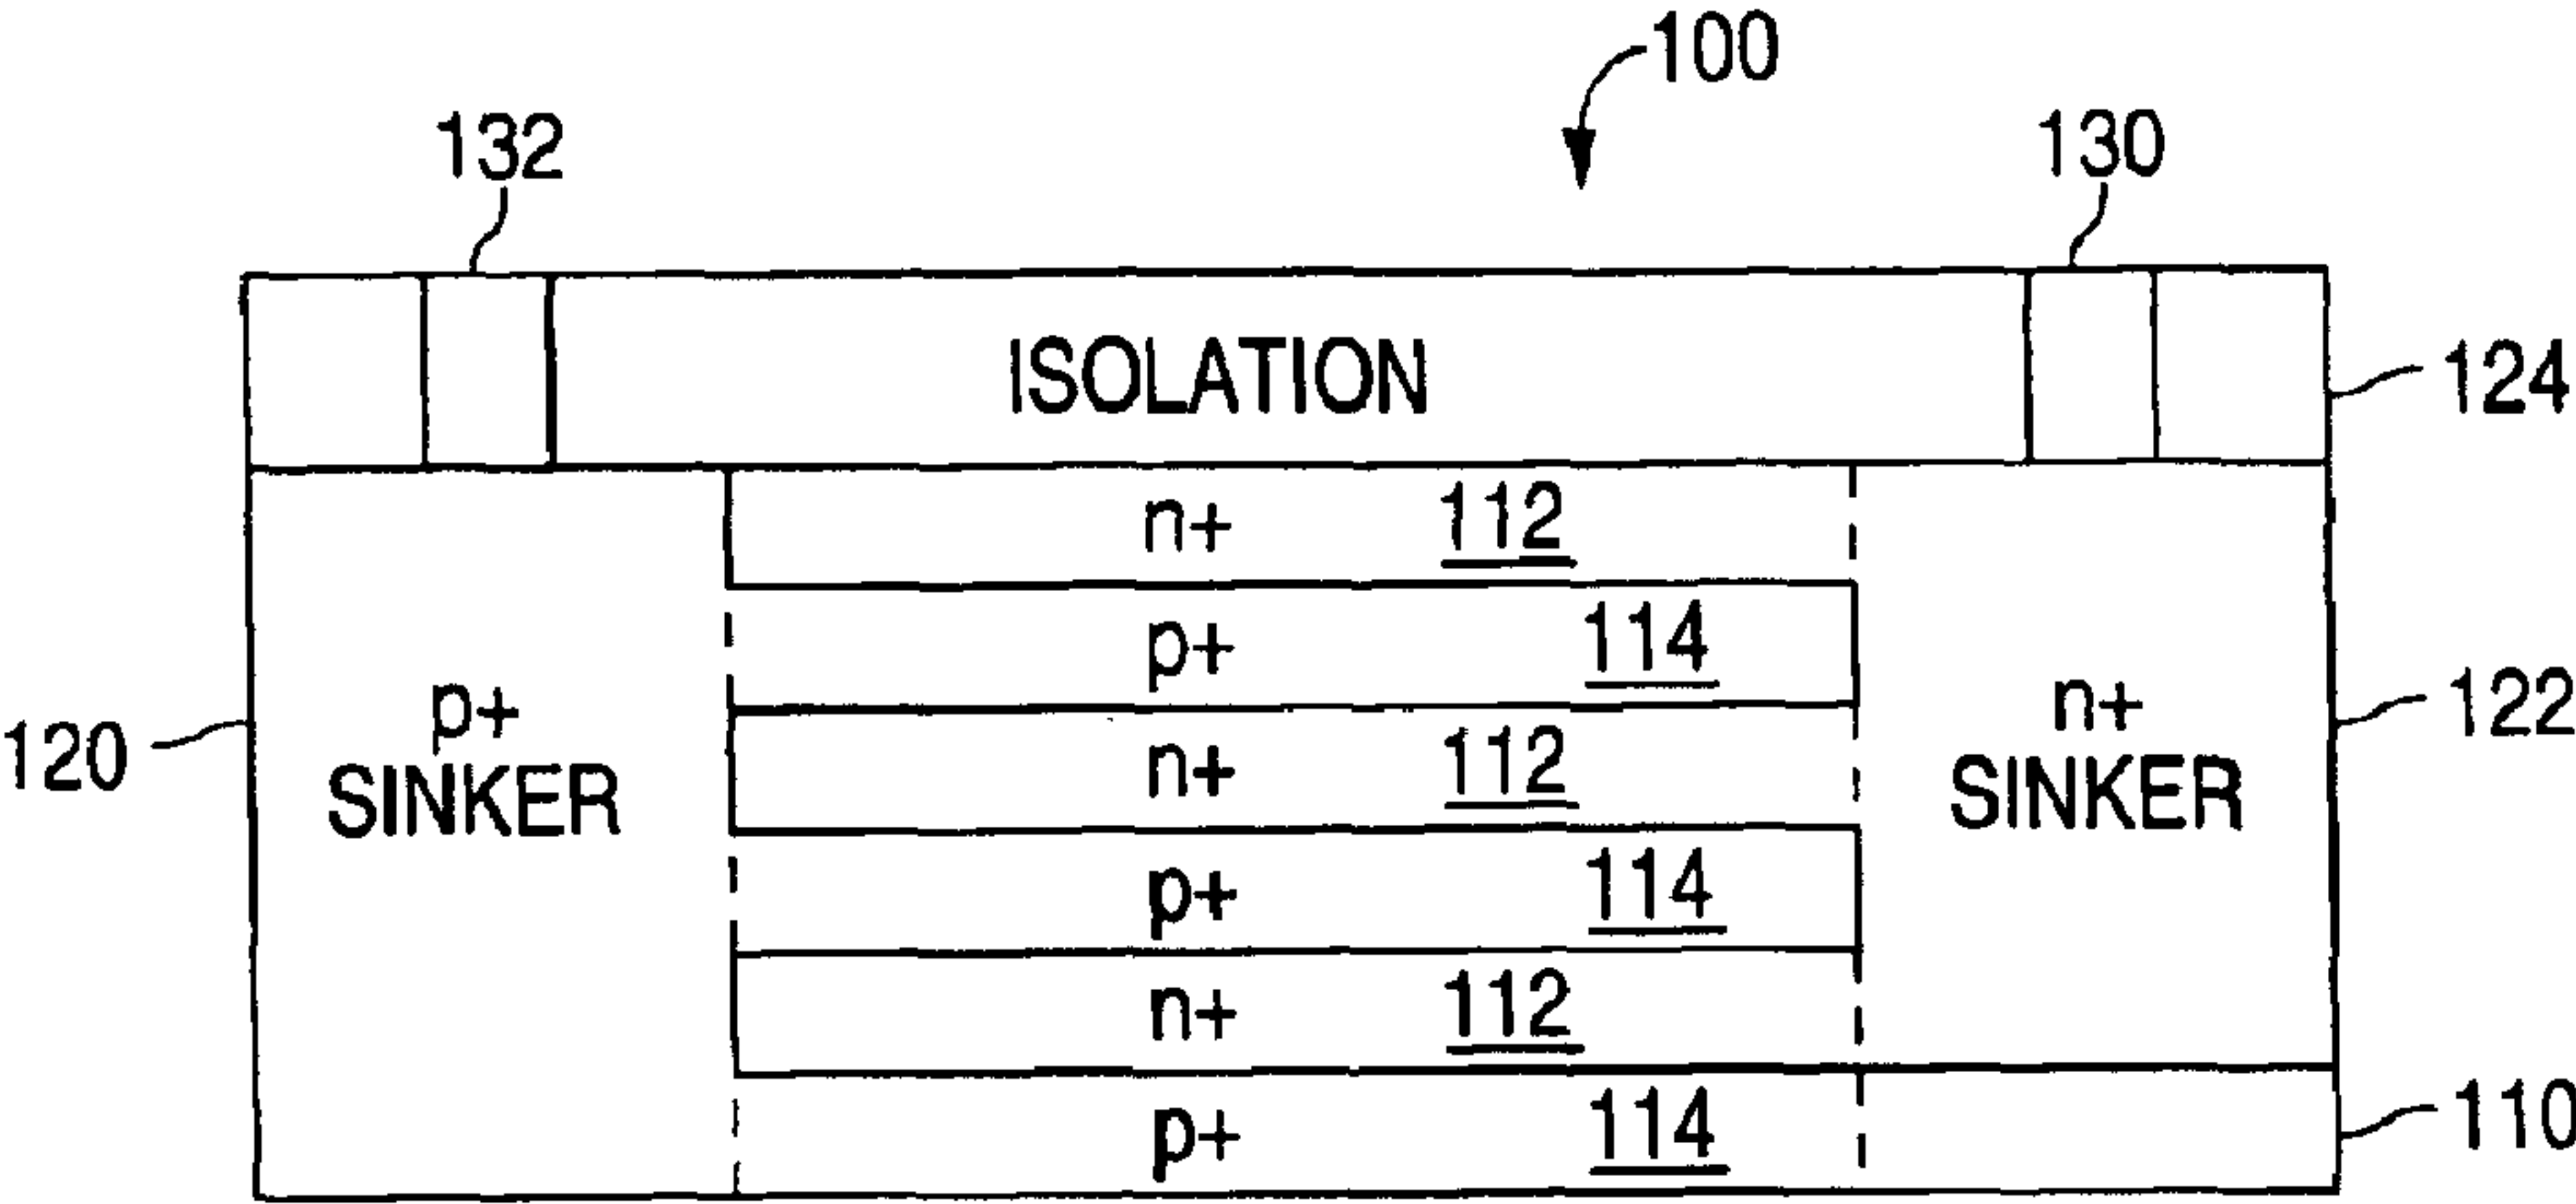 100
132
130
ISOLATION
124
n+ 112
p+ 114
120
p+
SINKER
n+ 112
n+
SINKER
122
p+ 114
n+ 112
p+ 114
110